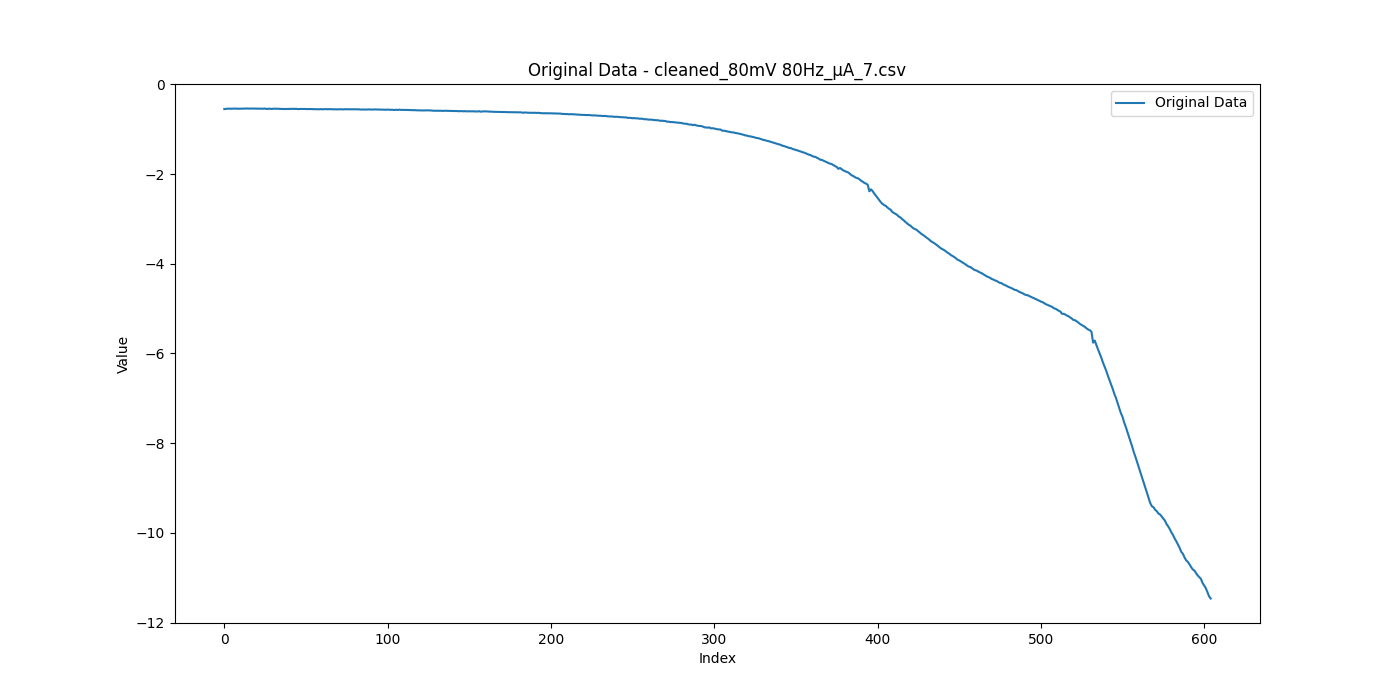 Original Data - cleaned_80mV 80Hz_μA_7.csv
Original Data
Value
0
−2
−4
−6
−8
−10
−12
0 100 200 300 400 500 600
Index